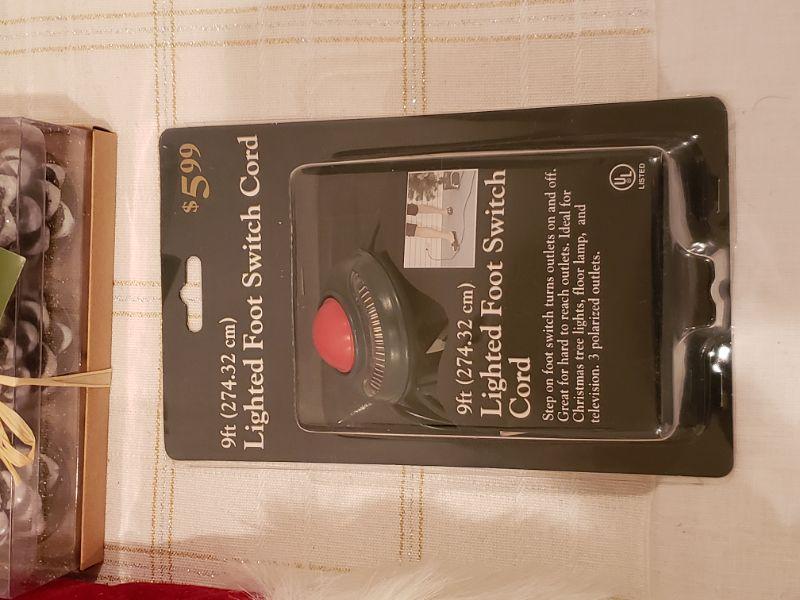 $5.99
9ft (274.32 cm)
Lighted Foot Switch Cord
9ft (274.32 cm)
Lighted Foot Switch
Cord
Step on foot switch turns outlets on and off.
Great for hard to reach outlets. Ideal for
Christmas tree lights, floor lamp, and
television. 3 polarized outlets.
UL
LISTED